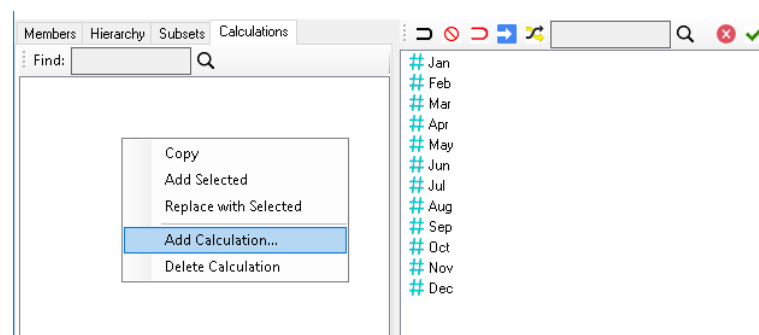 Members Hierarchy Subsets Calculations
Find:
Copy
Add Selected
Replace with Selected
Add Calculation...
Delete Calculation
Jan
Feb
Mar
Apr
May
Jun
Jul
Aug
Sep
Oct
Nov
Dec